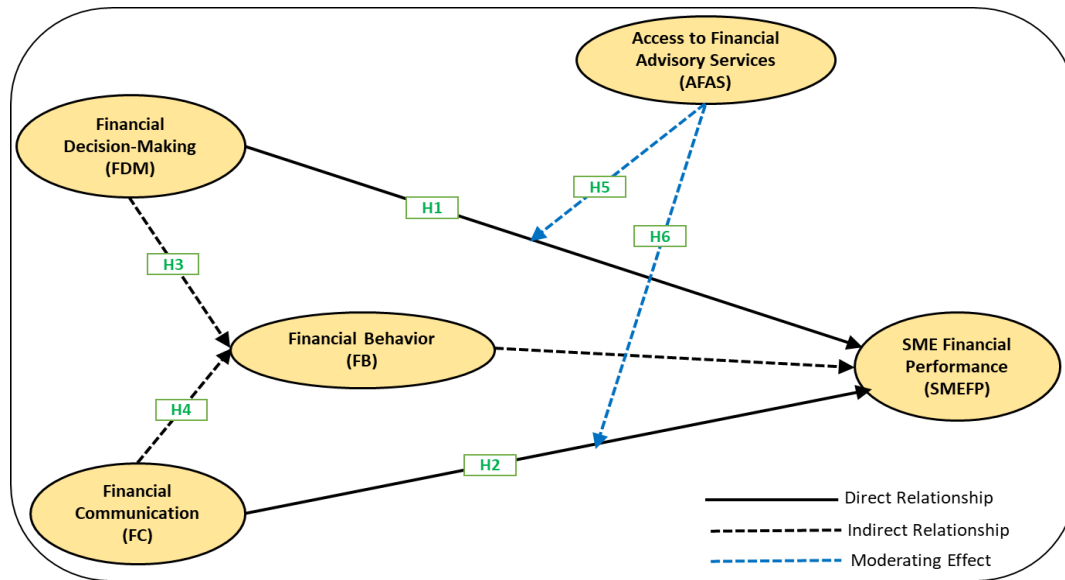 Access to Financial
Advisory Services
(AFAS)
Financial
Decision-Making
(FDM)
H5
H1
H6
H3
Financial Behavior
(FB)
SME Financial
Performance
(SMEFP)
H4
H2
Financial
Communication
(FC)
Direct Relationship
Indirect Relationship
Moderating Effect